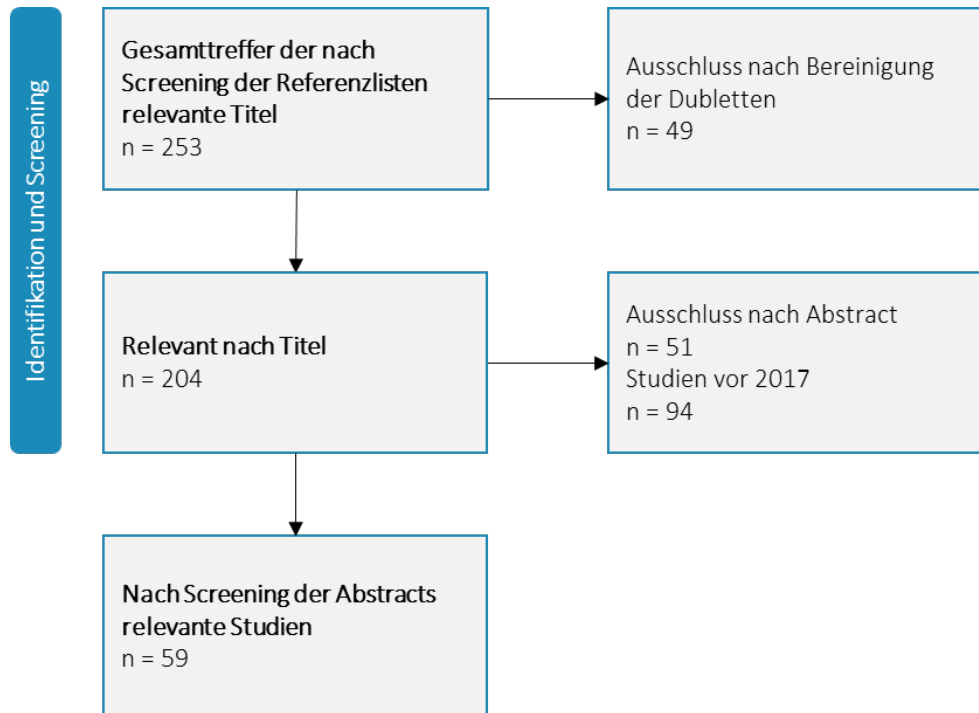 Identifikation und Screening
Gesamttreffer der nach
Screening der Referenzlisten
relevante Titel
n = 253
Ausschluss nach Bereinigung
der Dubletten
n = 49
Relevant nach Titel
n = 204
Ausschluss nach Abstract
n = 51
Studien vor 2017
n = 94
Nach Screening der Abstracts
relevante Studien
n = 59